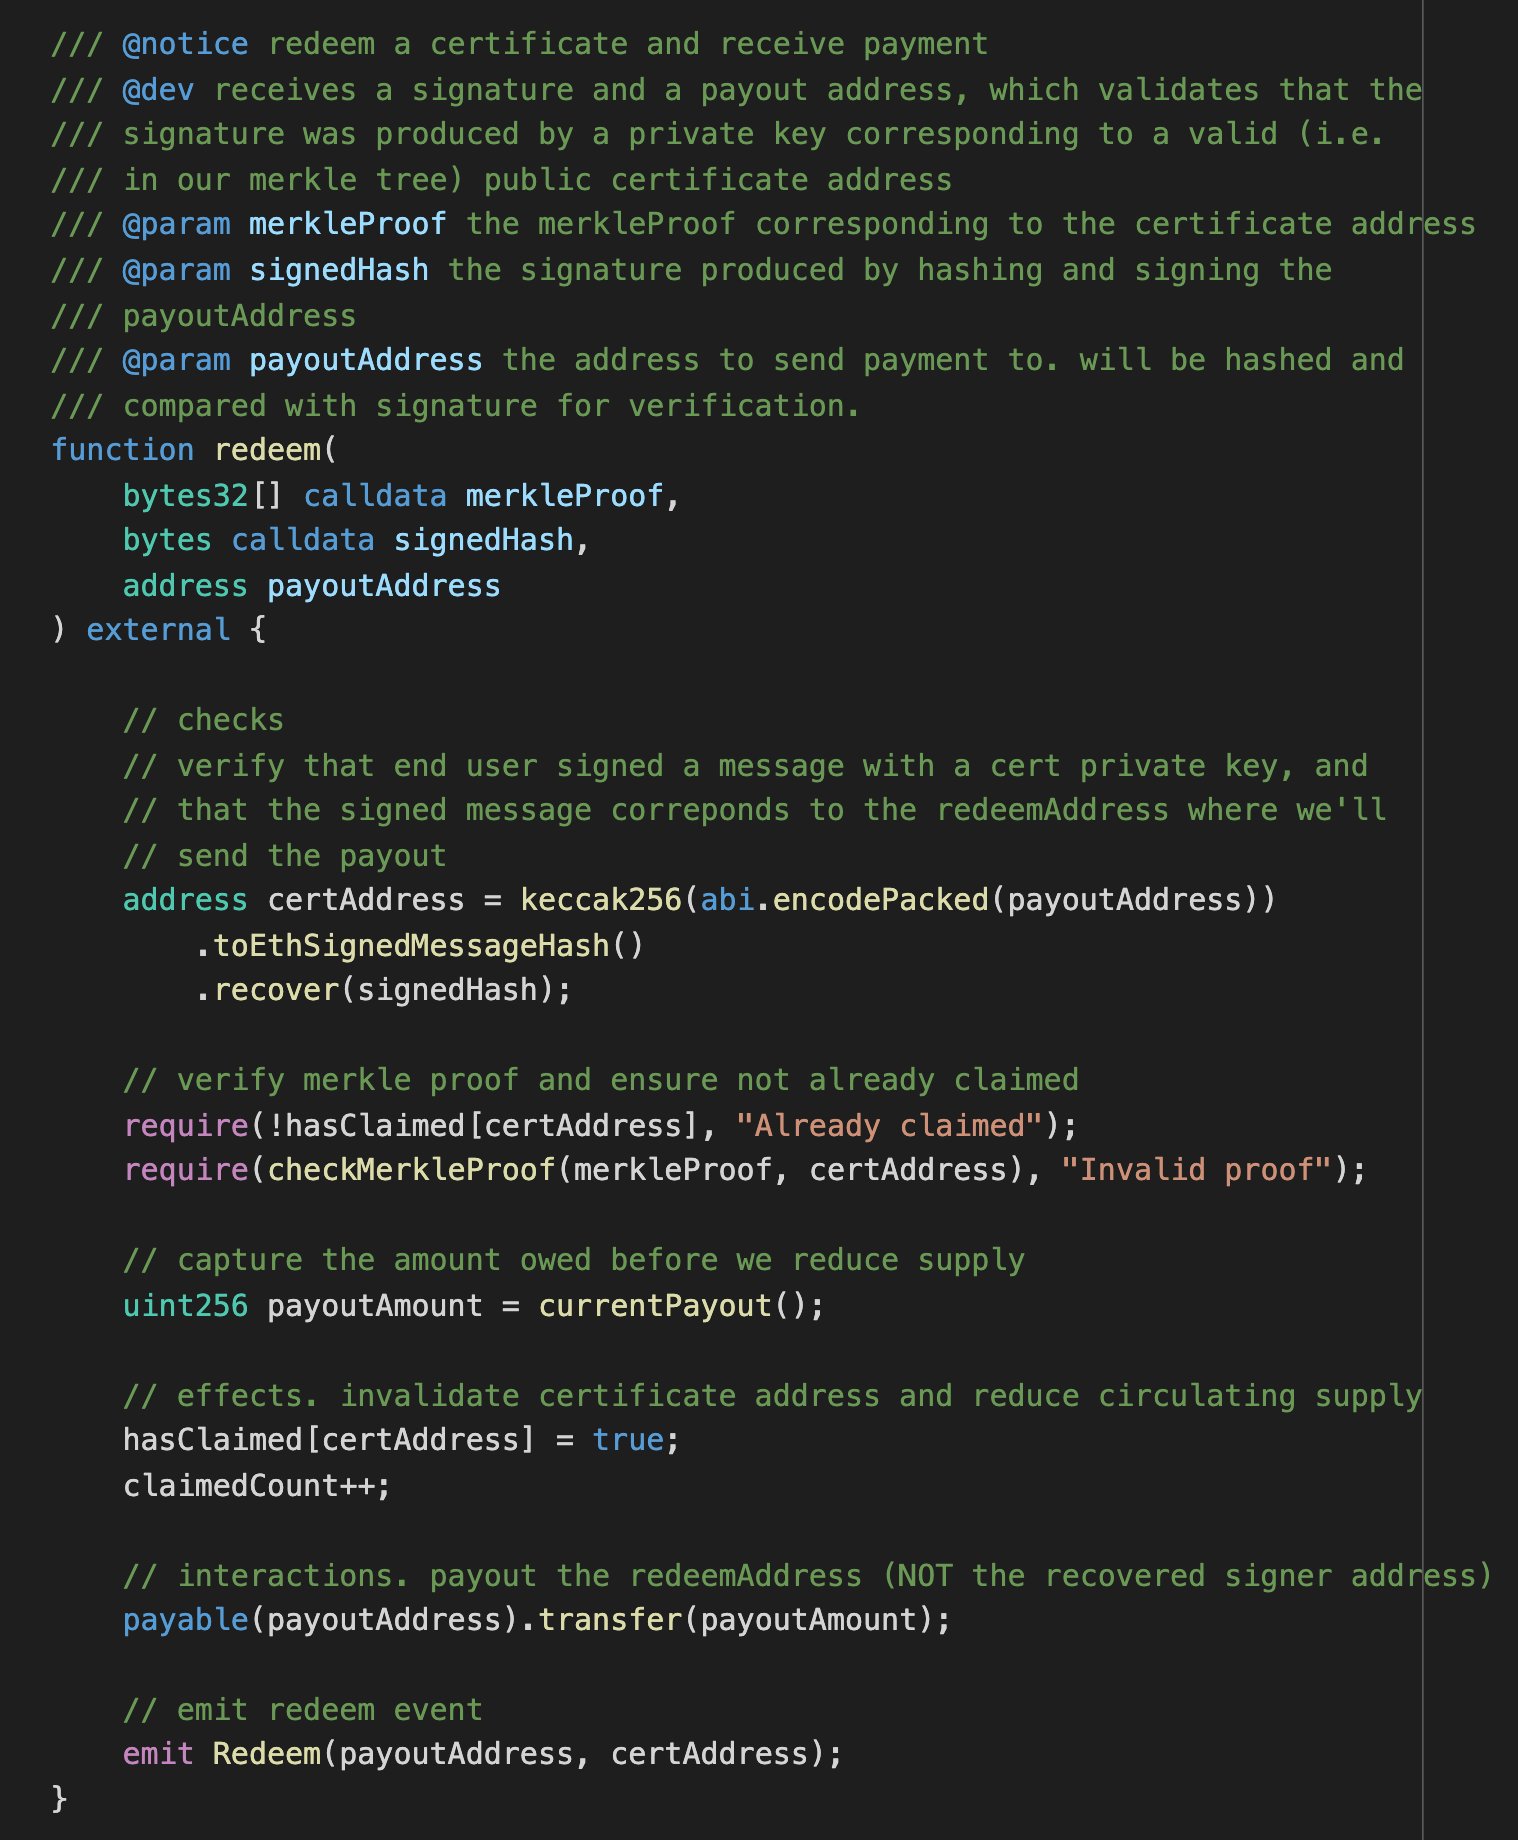 /// @notice redeem a certificate and receive payment
/// @dev receives a signature and a payout address, which validates that the
/// signature was produced by a private key corresponding to a valid (i.e.
/// in our merkle tree) public certificate address
/// @param merkleProof the merkleProof corresponding to the certificate address
/// @param signedHash the signature produced by hashing and signing the
/// payoutAddress
/// @param payoutAddress the address to send payment to. will be hashed and
/// compared with signature for verification.
function redeem(
    bytes32[] calldata merkleProof,
    bytes calldata signedHash,
    address payoutAddress
) external {

    // checks
    // verify that end user signed a message with a cert private key, and
    // that the signed message correponds to the redeemAddress where we'll
    // send the payout
    address certAddress = keccak256(abi.encodePacked(payoutAddress))
        .toEthSignedMessageHash()
        .recover(signedHash);

    // verify merkle proof and ensure not already claimed
    require(!hasClaimed[certAddress], "Already claimed");
    require(checkMerkleProof(merkleProof, certAddress), "Invalid proof");

    // capture the amount owed before we reduce supply
    uint256 payoutAmount = currentPayout();

    // effects. invalidate certificate address and reduce circulating supply
    hasClaimed[certAddress] = true;
    claimedCount++;

    // interactions. payout the redeemAddress (NOT the recovered signer address)
    payable(payoutAddress).transfer(payoutAmount);

    // emit redeem event
    emit Redeem(payoutAddress, certAddress);
}